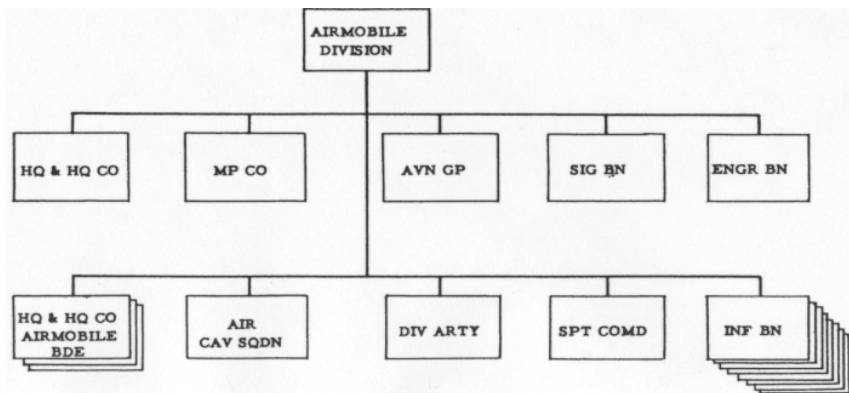 AIRMOBILE
DIVISION
HQ & HQ CO
MP CO
AVN GP
SIG BN
ENGR BN
HQ & HQ CO
AIRMOBILE
BDE
AIR
CAV SQDN
DIV ARTY
SPT COMD
INF BN